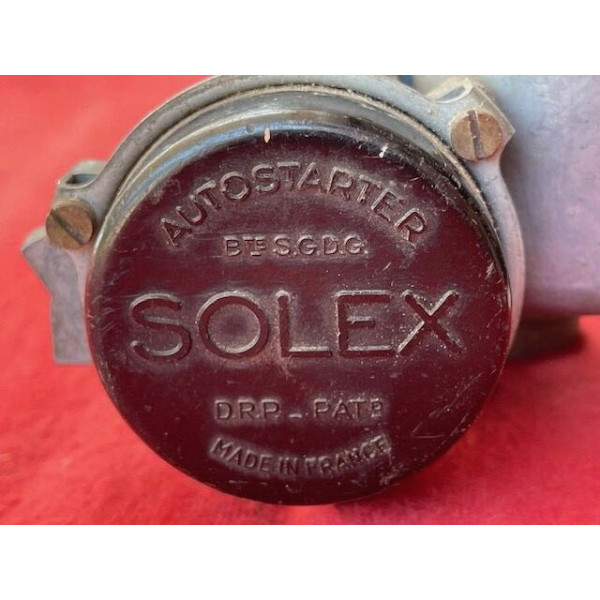 AUTOSTARTER
BTE S.G.D.G.
SOLEX
D.R.P. - PATD
MADE IN FRANCE